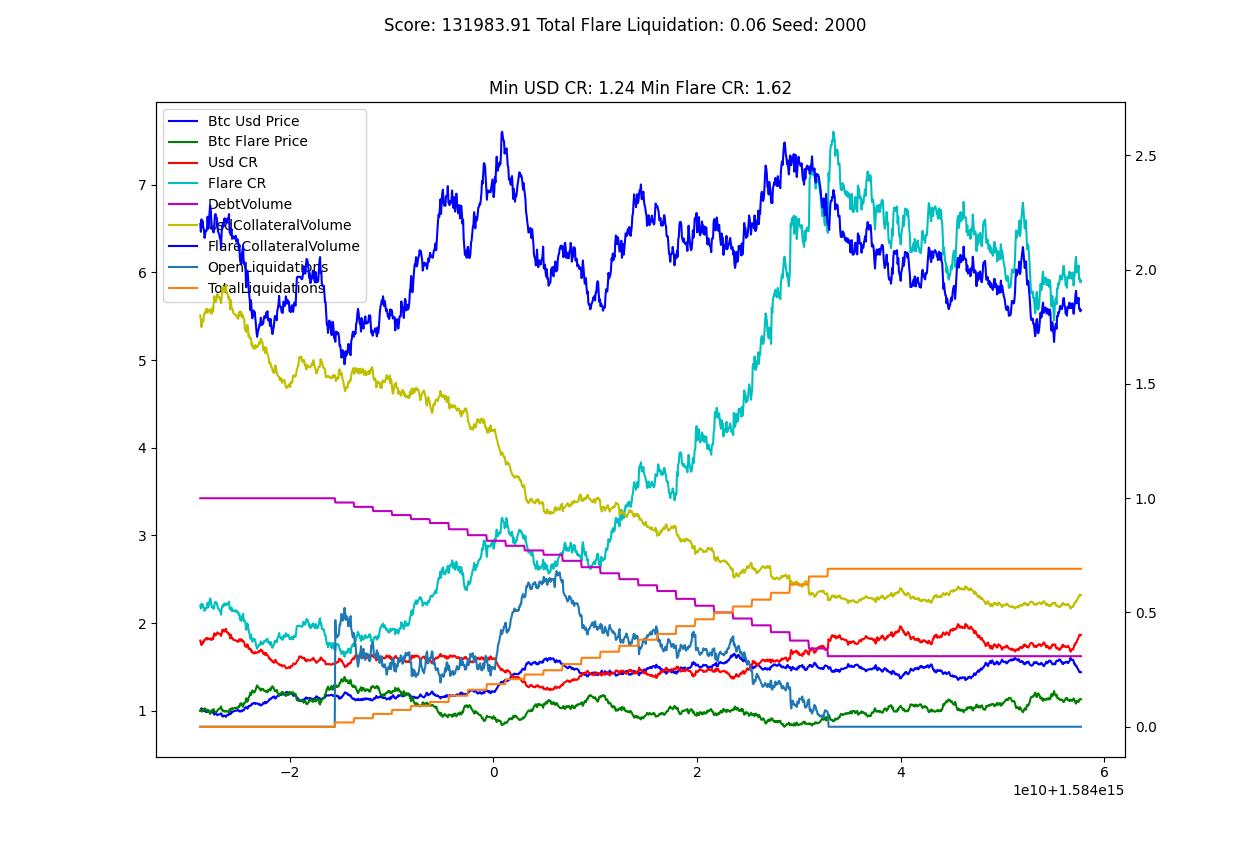 Score: 131983.91 Total Flare Liquidation: 0.06 Seed: 2000
Min USD CR: 1.24 Min Flare CR: 1.62
Btc Usd Price
Btc Flare Price
Usd CR
Flare CR
DebtVolume
UsdCollateralVolume
FlareCollateralVolume
OpenLiquidations
TotalLiquidations
7
6
5
4
3
2
1
2.5
2.0
1.5
1.0
0.5
0.0
−2
0
2
4
6
1e10+1.584e15